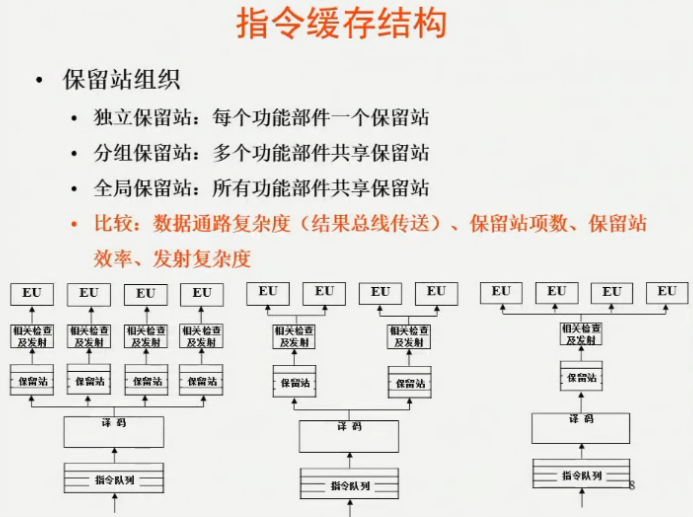 指令缓存结构
• 保留站组织
• 独立保留站：每个功能部件一个保留站
• 分组保留站：多个功能部件共享保留站
• 全局保留站：所有功能部件共享保留站
• 比较：数据通路复杂度（结果总线传送）、保留站项数、保留站
效率、发射复杂度
EU EU EU EU
相关检查
及发射
相关检查
及发射
相关检查
及发射
相关检查
及发射
保留站 保留站 保留站 保留站
译 码
指令队列
EU EU EU EU
相关检查
及发射
相关检查
及发射
保留站 保留站
译 码
指令队列
EU EU EU EU
相关检查
及发射
保留站
译 码
指令队列
8